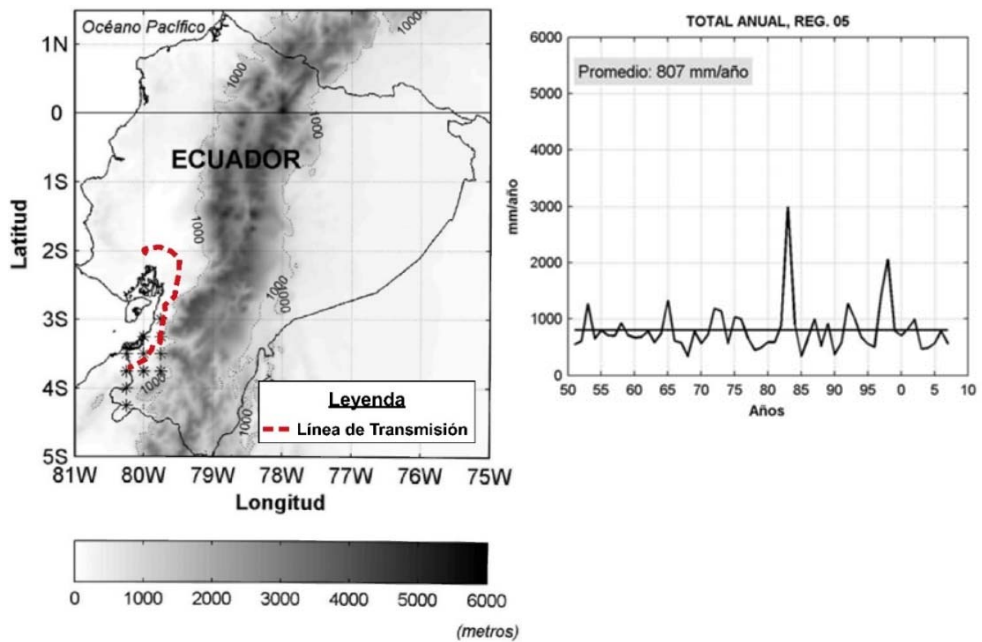 Océano Pacífico
1N
0
1S
2S
3S
4S
5S
Latitud
81W 80W 79W 78W 77W 76W 75W
Longitud
ECUADOR
1000
1000
1000
1000
1000
1000
1000
1000
1000
Leyenda
Línea de Transmisión
0 1000 2000 3000 4000 5000 6000
(metros)
TOTAL ANUAL, REG. 05
Promedio: 807 mm/año
6000
5000
4000
3000
2000
1000
0
mm/año
50 55 60 65 70 75 80 85 90 95 0 5 10
Años